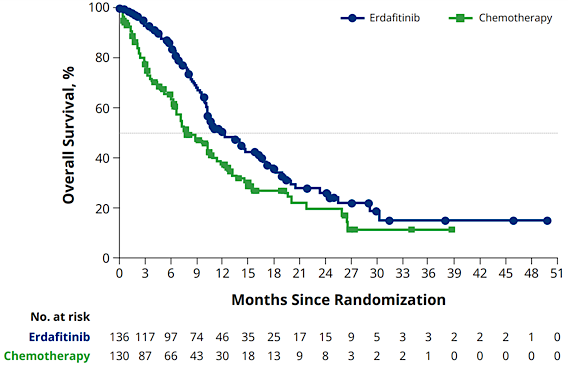 100
80
60
40
20
0
Overall Survival, %
Erdafitinib Chemotherapy
0 3 6 9 12 15 18 21 24 27 30 33 36 39 42 45 48 51
Months Since Randomization
No. at risk
Erdafitinib 136 117 97 74 46 35 25 17 15 9 5 3 3 2 2 2 1 0
Chemotherapy 130 87 66 43 30 18 13 9 8 3 2 2 1 0 0 0 0 0